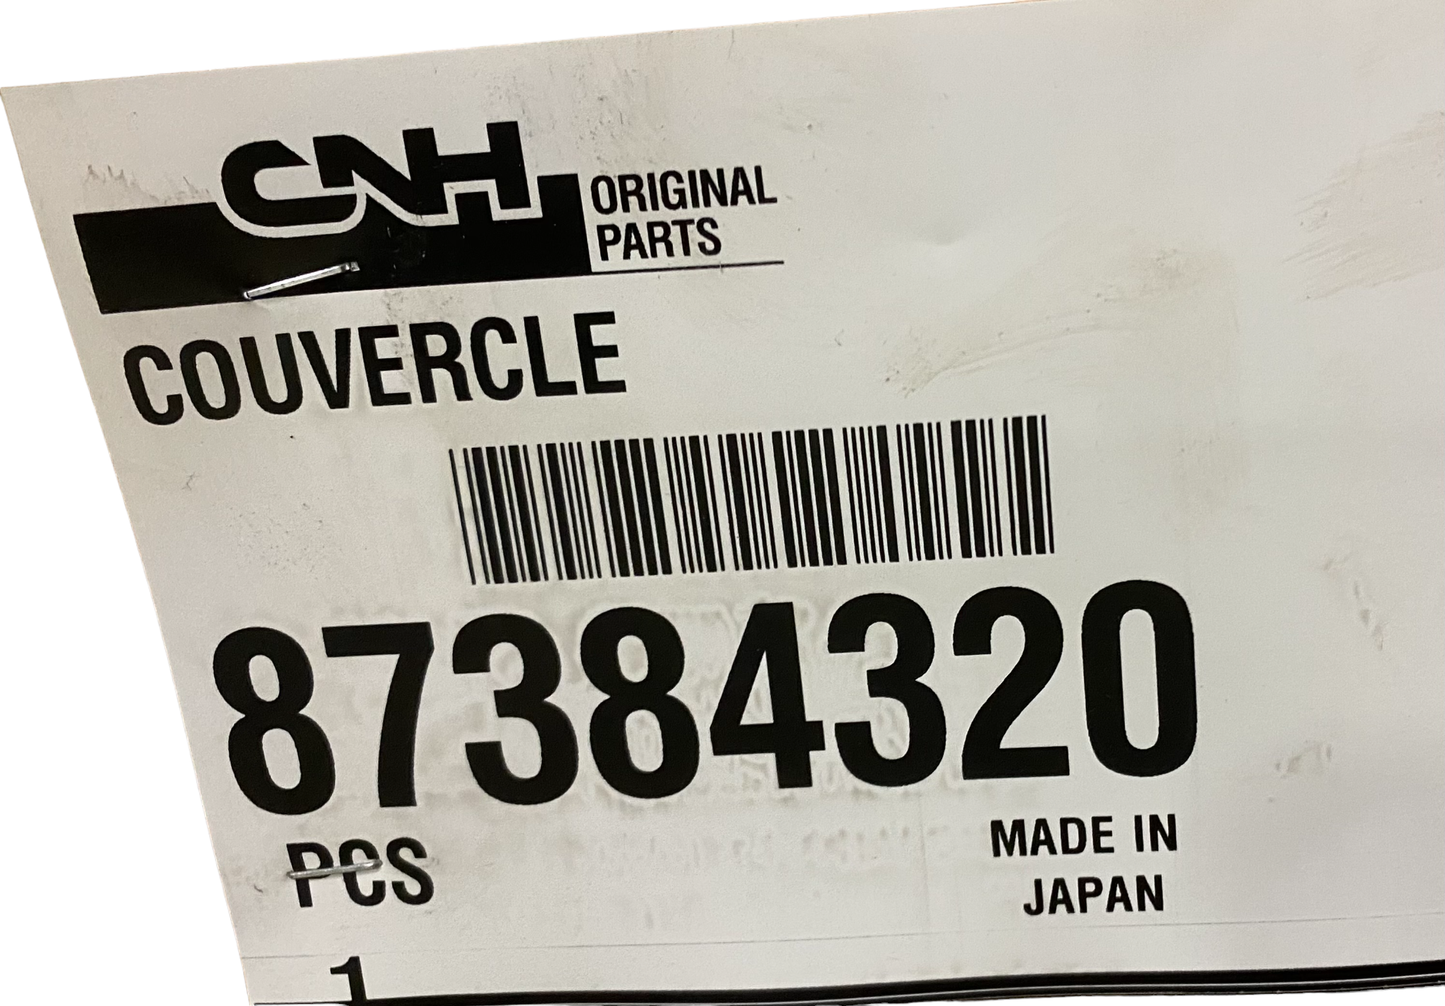 CNH
ORIGINAL
PARTS
COUVERCLE
87384320
PCS
MADE IN
JAPAN
1